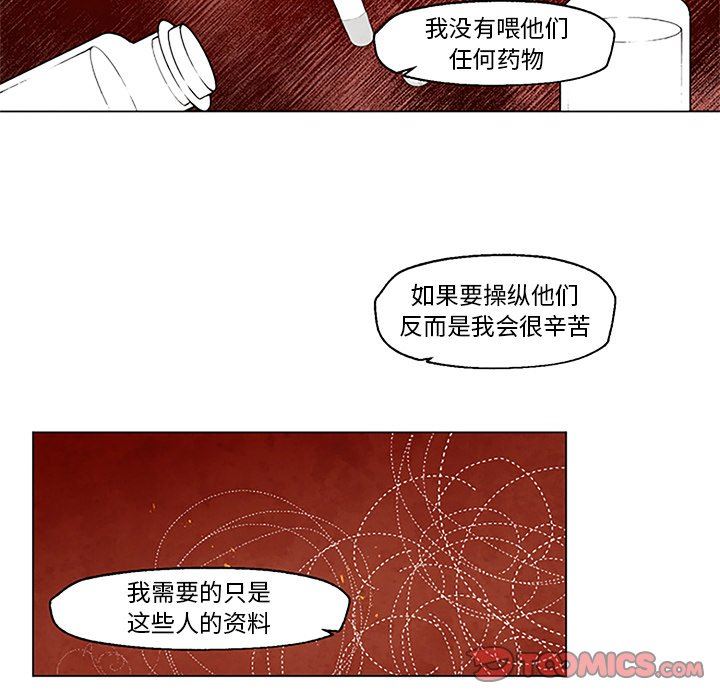 我没有喂他们
任何药物
如果要操纵他们
反而是我会很辛苦
我需要的只是
这些人的资料
TOOMICS.COM